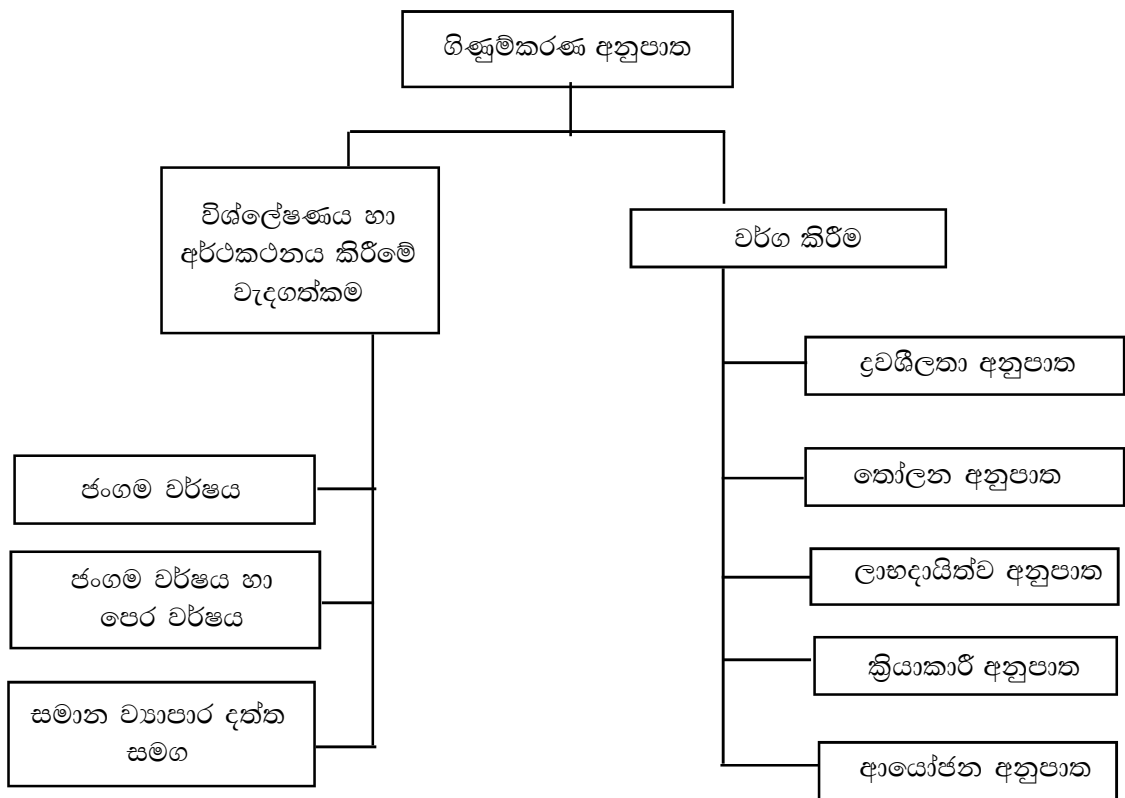 ගිණුම්කරණ අනුපාත
විශ්ලේෂණය හා
අර්ථකථනය කිරීමේ
වැදගත්කම
වර්ග කිරීම
ද්‍රවශීලතා අනුපාත
තෝලන අනුපාත
ලාභදායිත්ව අනුපාත
ක්‍රියාකාරී අනුපාත
ආයෝජන අනුපාත
ජංගම වර්ෂය
ජංගම වර්ෂය හා
පෙර වර්ෂය
සමාන ව්‍යාපාර දත්ත
සමග